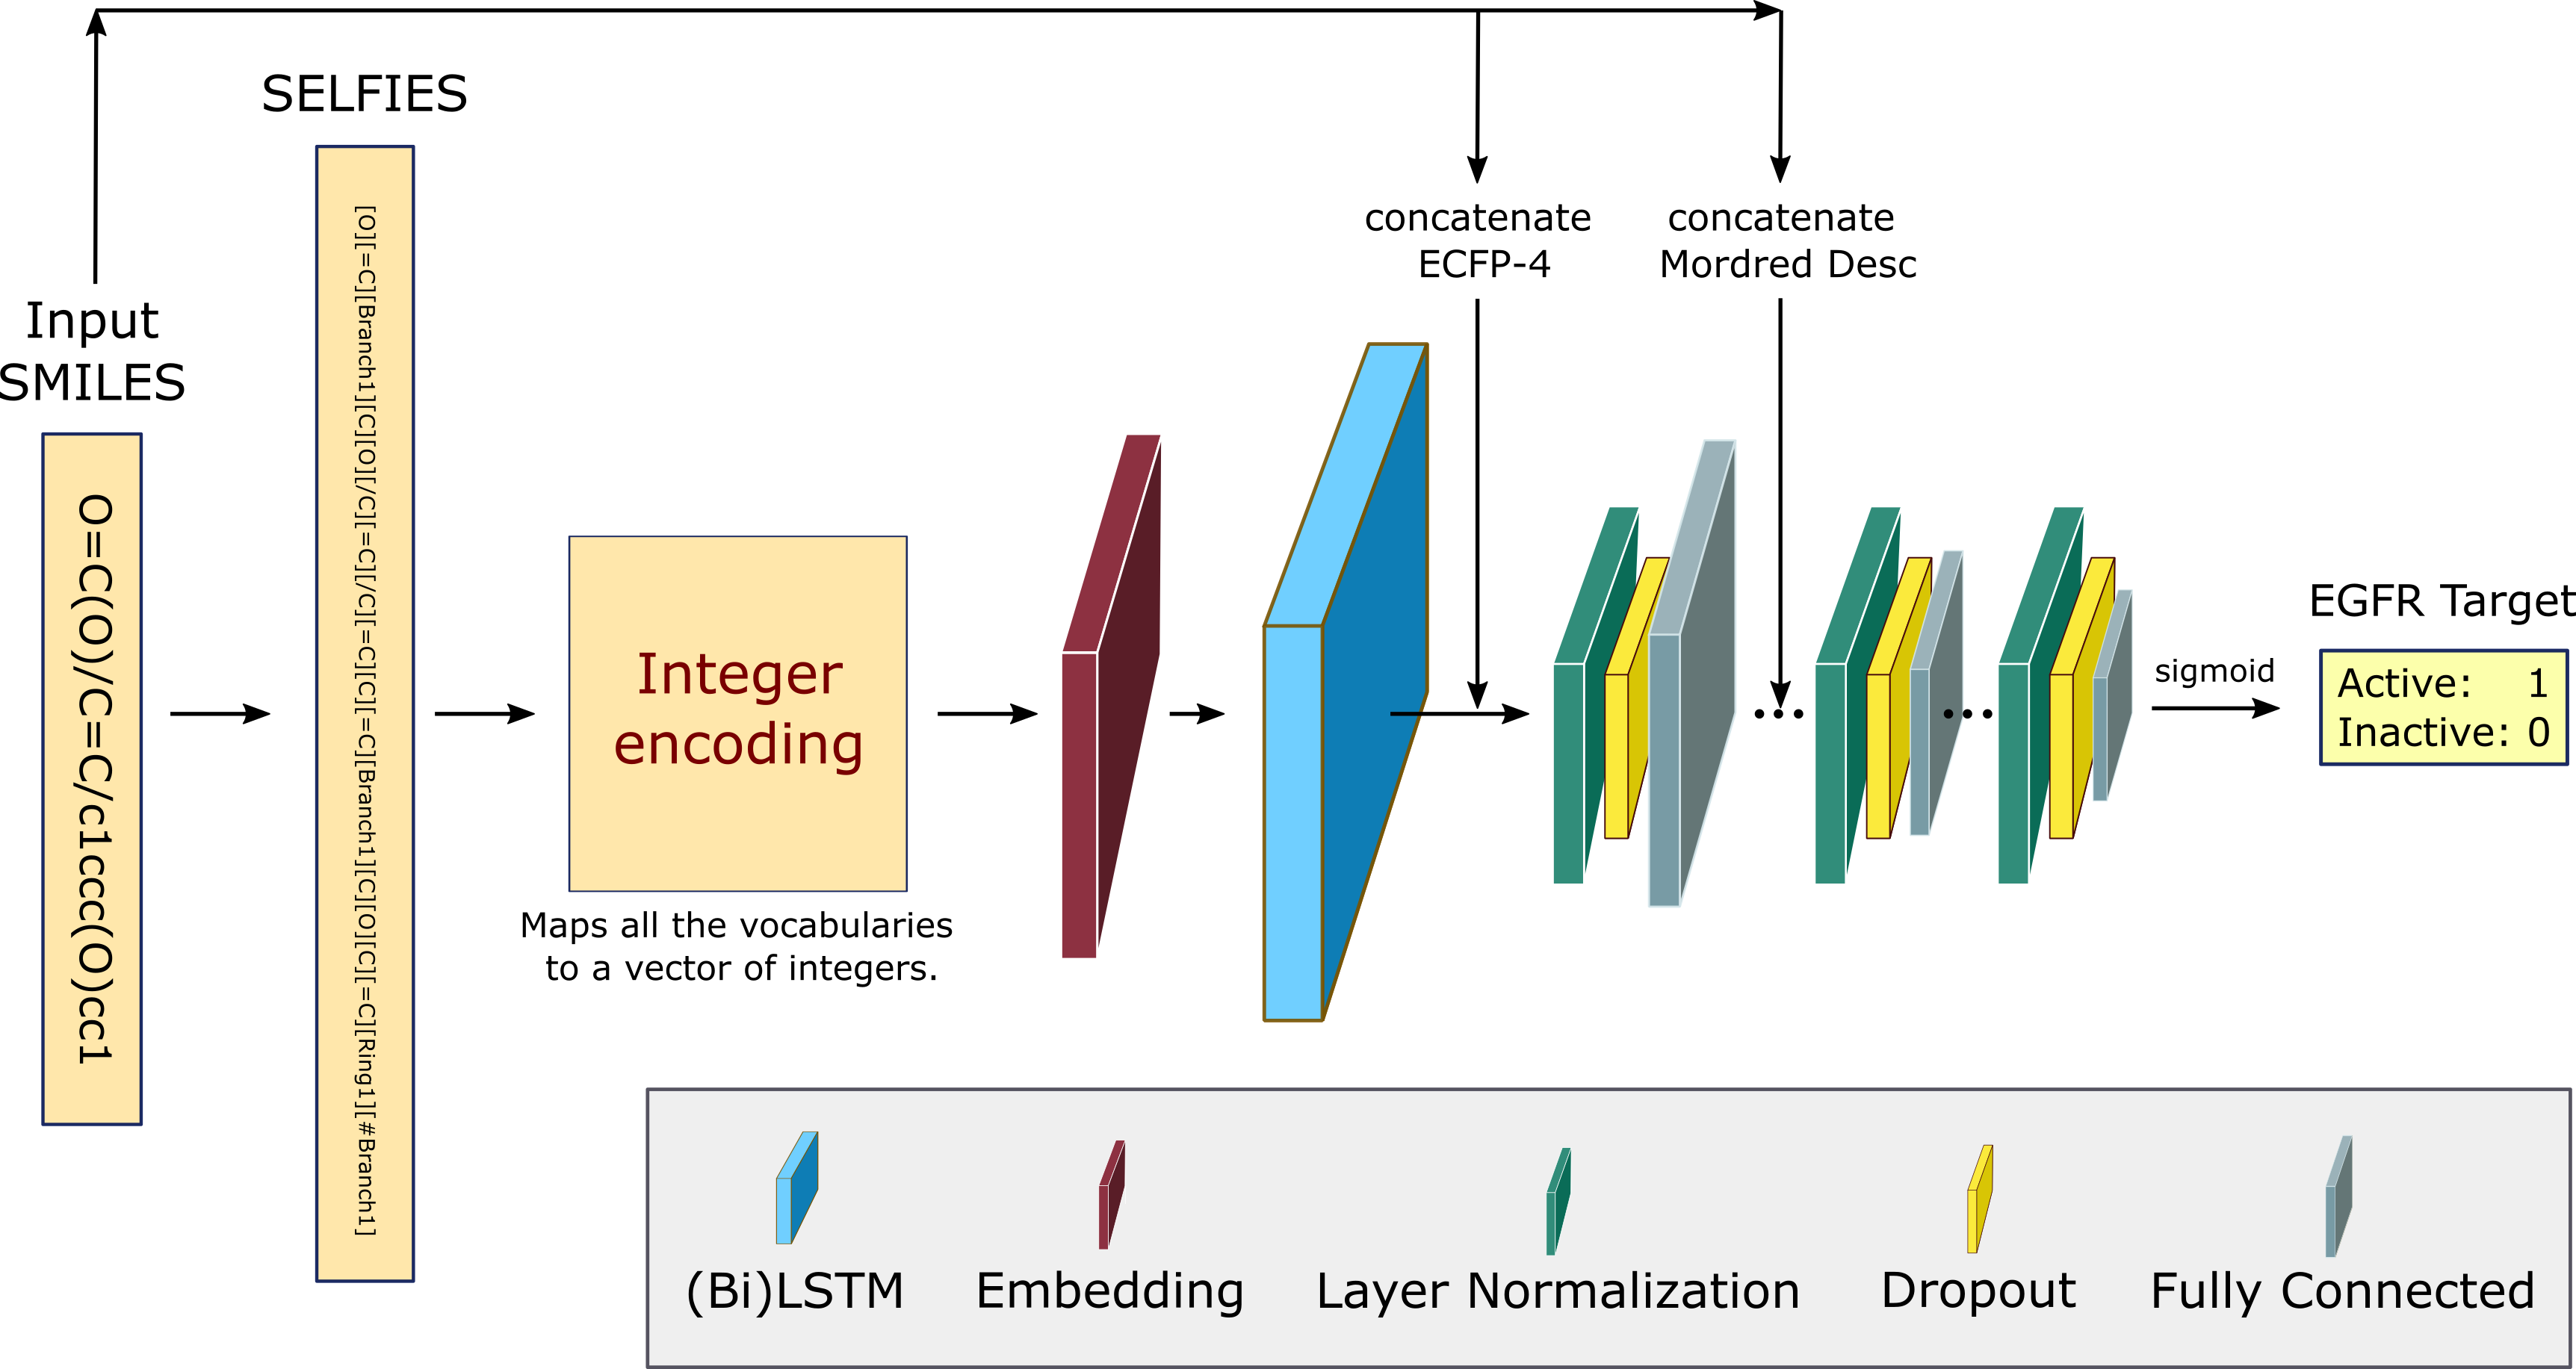 SELFIES
Input
SMILES
O=C(O)/C=C/c1ccc(O)cc1
[O][=C][Branch1][C][O][/C][=C][/C][=C][C][=C][Branch1][C][O][C][=C][Ring1][#Branch1]
Integer
encoding
Maps all the vocabularies
to a vector of integers.
concatenate
ECFP-4
concatenate
Mordred Desc
sigmoid
EGFR Target
Active: 1
Inactive: 0
(Bi)LSTM
Embedding
Layer Normalization
Dropout
Fully Connected